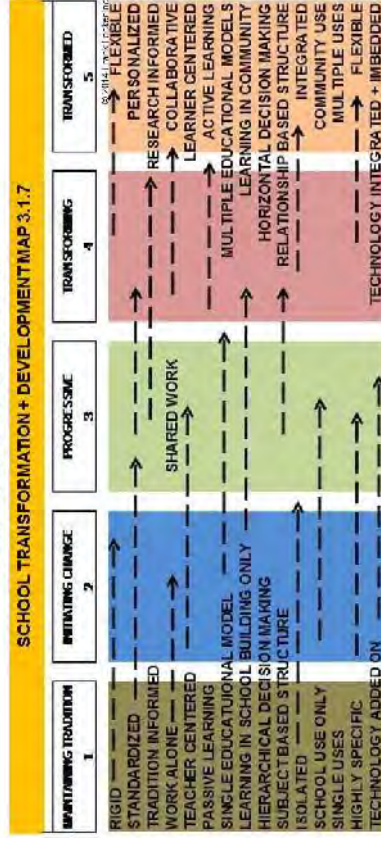 SCHOOL TRANSFORMATION + DEVELOPMENT MAP 3.1.7
MAINTAINING TRADITION
1
INITIATING CHANGE
2
PROGRESSIVE
3
TRANSFORMING
4
TRANSFORMED
5
© 2014 Frank
RIGID
FLEXIBLE
STANDARDIZED
PERSONALIZED
TRADITION INFORMED
RESEARCH INFORMED
WORK ALONE
SHARED WORK
COLLABORATIVE
TEACHER CENTERED
LEARNER CENTERED
PASSIVE LEARNING
ACTIVE LEARNING
SINGLE EDUCATUIONAL MODEL
MULTIPLE EDUCATIONAL MODELS
LEARNING IN SCHOOL BUILDING ONLY
LEARNING IN COMMUNITY
HIERARCHICAL DECISION MAKING
HORIZONTAL DECISION MAKING
SUBJECT BASED STRUCTURE
RELATIONSHIP BASED STRUCTURE
ISOLATED
INTEGRATED
SCHOOL USE ONLY
COMMUNITY USE
SINGLE USES
MULTIPLE USES
HIGHLY SPECIFIC
FLEXIBLE
TECHNOLOGY ADDED ON
TECHNOLOGY INTEGRATED + IMBEDED